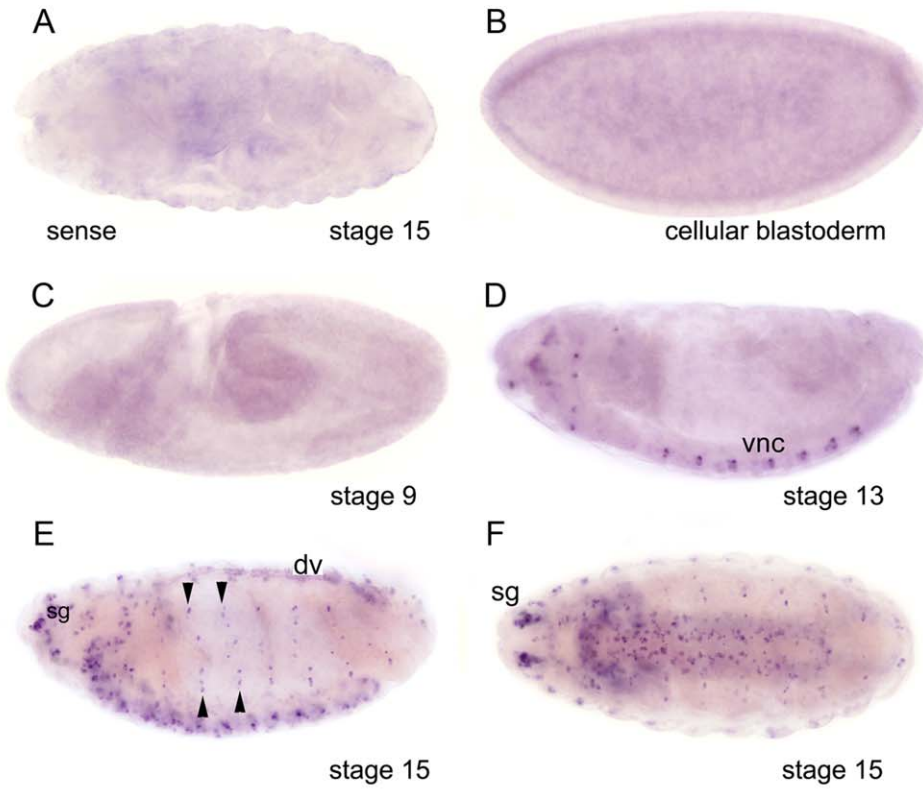 A
sense
stage 15
B
cellular blastoderm
C
stage 9
D
vnc
stage 13
E
sg
dv
stage 15
F
sg
stage 15